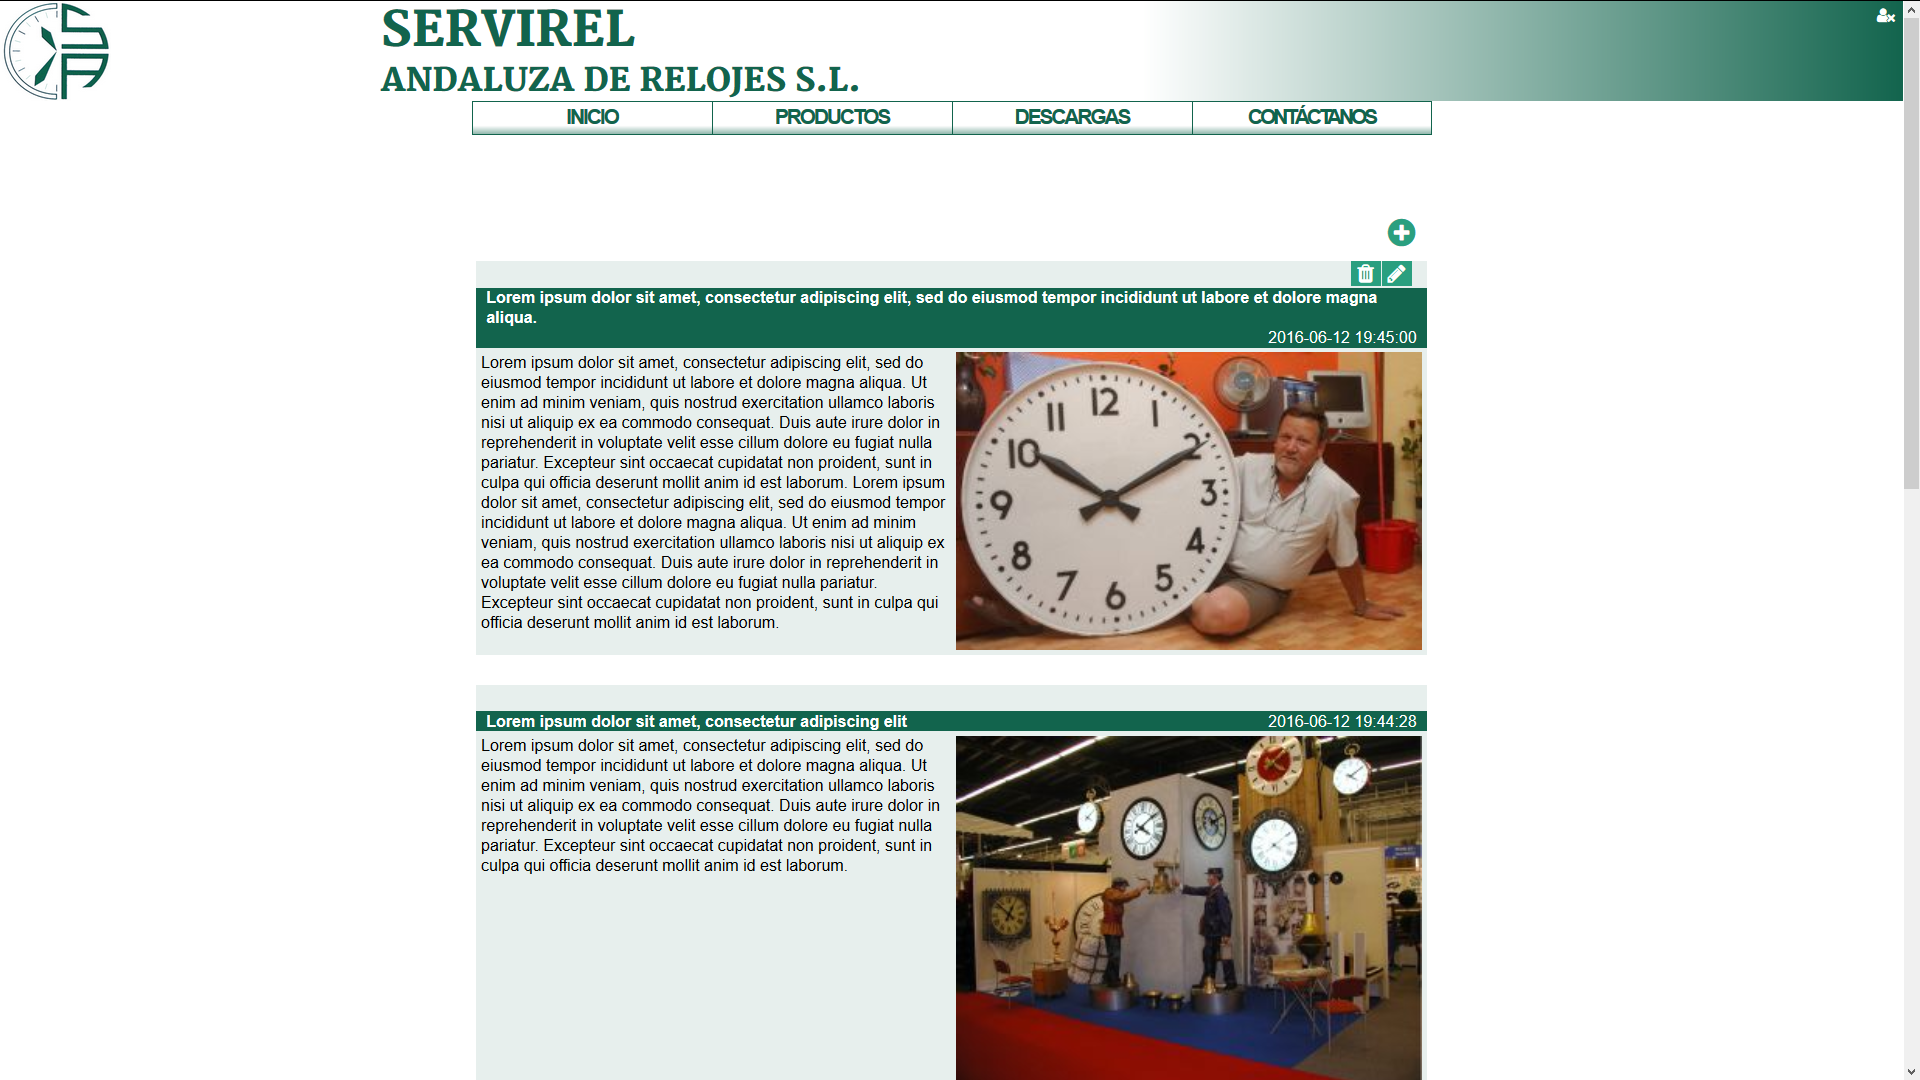 SERVIREL
ANDALUZA DE RELOJES S.L.
INICIO PRODUCTOS DESCARGAS CONTÁCTANOS
Lorem ipsum dolor sit amet, consectetur adipiscing elit, sed do eiusmod tempor incididunt ut labore et dolore magna
aliqua.
2016-06-12 19:45:00
Lorem ipsum dolor sit amet, consectetur adipiscing elit, sed do
eiusmod tempor incididunt ut labore et dolore magna aliqua. Ut
enim ad minim veniam, quis nostrud exercitation ullamco laboris
nisi ut aliquip ex ea commodo consequat. Duis aute irure dolor in
reprehenderit in voluptate velit esse cillum dolore eu fugiat nulla
pariatur. Excepteur sint occaecat cupidatat non proident, sunt in
culpa qui officia deserunt mollit anim id est laborum. Lorem ipsum
dolor sit amet, consectetur adipiscing elit, sed do eiusmod tempor
incididunt ut labore et dolore magna aliqua. Ut enim ad minim
veniam, quis nostrud exercitation ullamco laboris nisi ut aliquip ex
ea commodo consequat. Duis aute irure dolor in reprehenderit in
voluptate velit esse cillum dolore eu fugiat nulla pariatur.
Excepteur sint occaecat cupidatat non proident, sunt in culpa qui
officia deserunt mollit anim id est laborum.
12 1 2 3 4 5 6 7 8 9 10 11
Lorem ipsum dolor sit amet, consectetur adipiscing elit 2016-06-12 19:44:28
Lorem ipsum dolor sit amet, consectetur adipiscing elit, sed do
eiusmod tempor incididunt ut labore et dolore magna aliqua. Ut
enim ad minim veniam, quis nostrud exercitation ullamco laboris
nisi ut aliquip ex ea commodo consequat. Duis aute irure dolor in
reprehenderit in voluptate velit esse cillum dolore eu fugiat nulla
pariatur. Excepteur sint occaecat cupidatat non proident, sunt in
culpa qui officia deserunt mollit anim id est laborum.